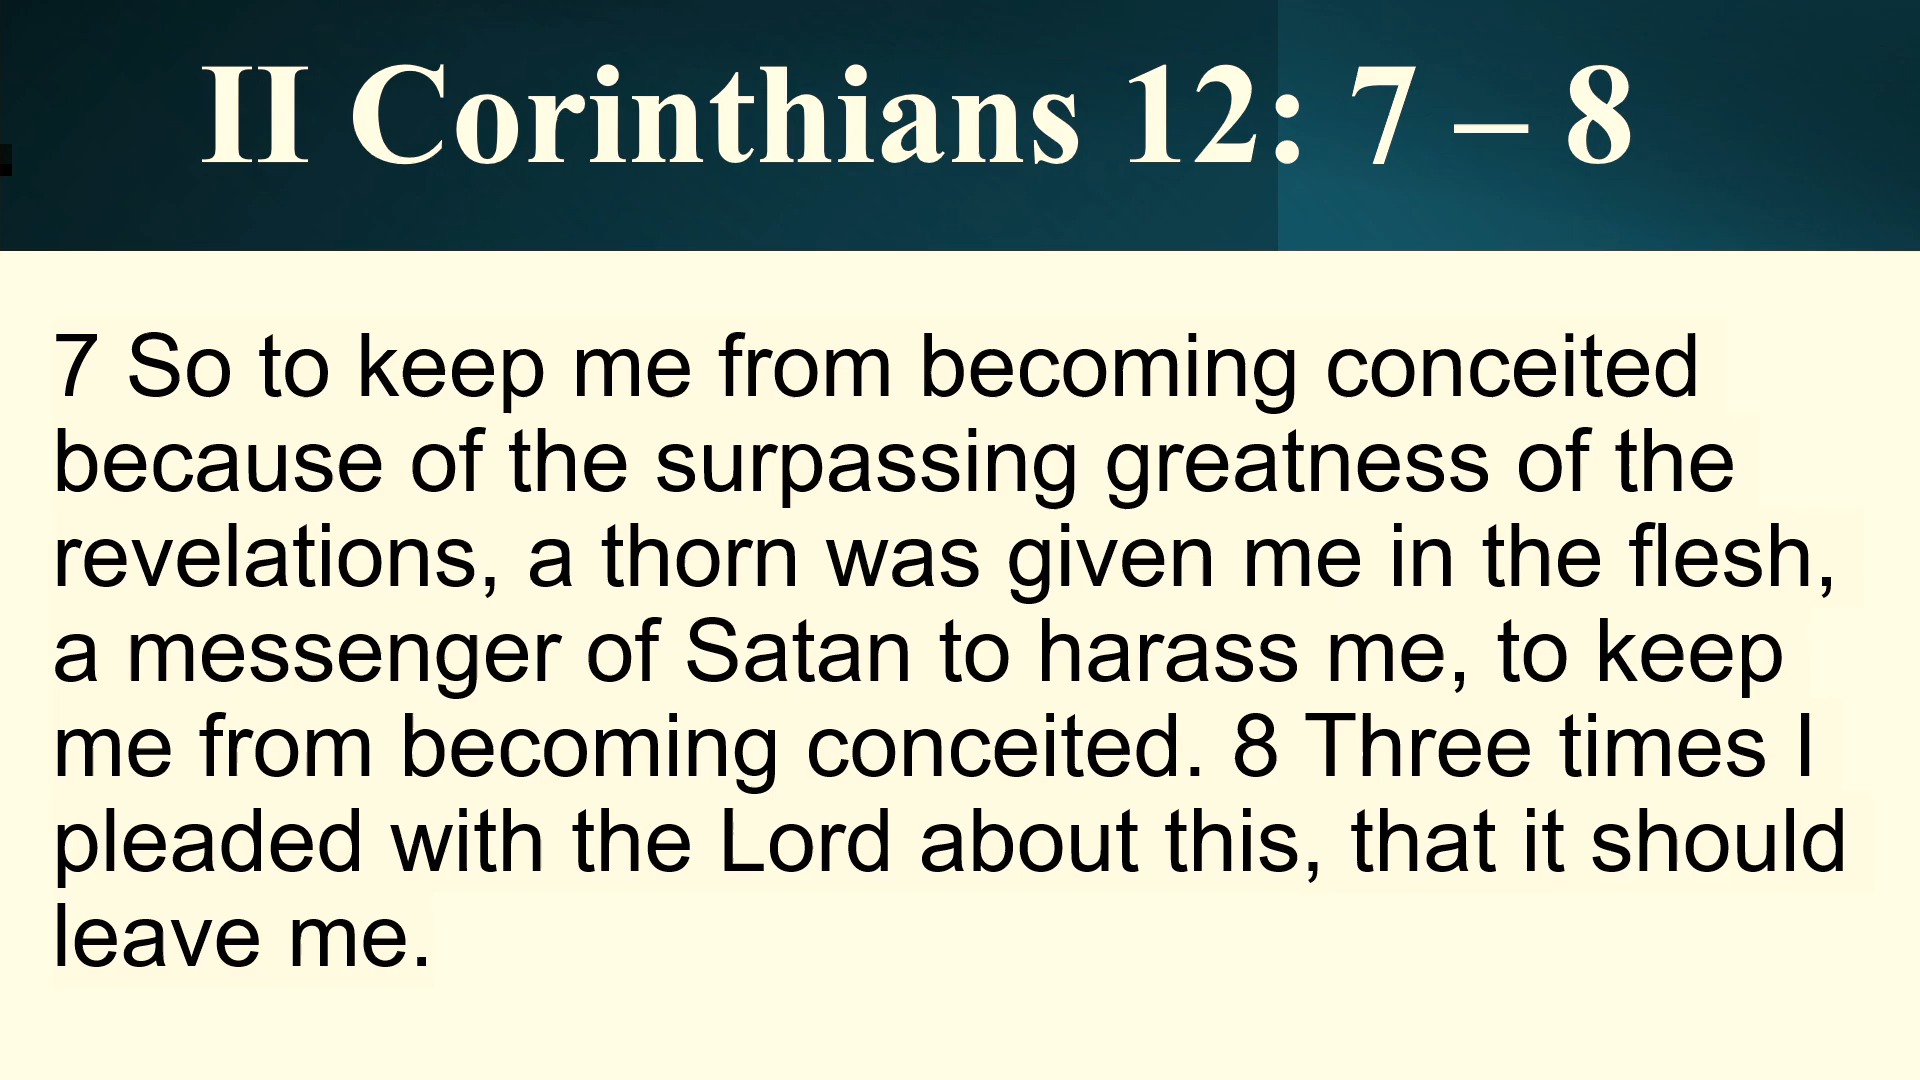 II Corinthians 12: 7 – 8
7 So to keep me from becoming conceited
because of the surpassing greatness of the
revelations, a thorn was given me in the flesh,
a messenger of Satan to harass me, to keep
me from becoming conceited. 8 Three times I
pleaded with the Lord about this, that it should
leave me.